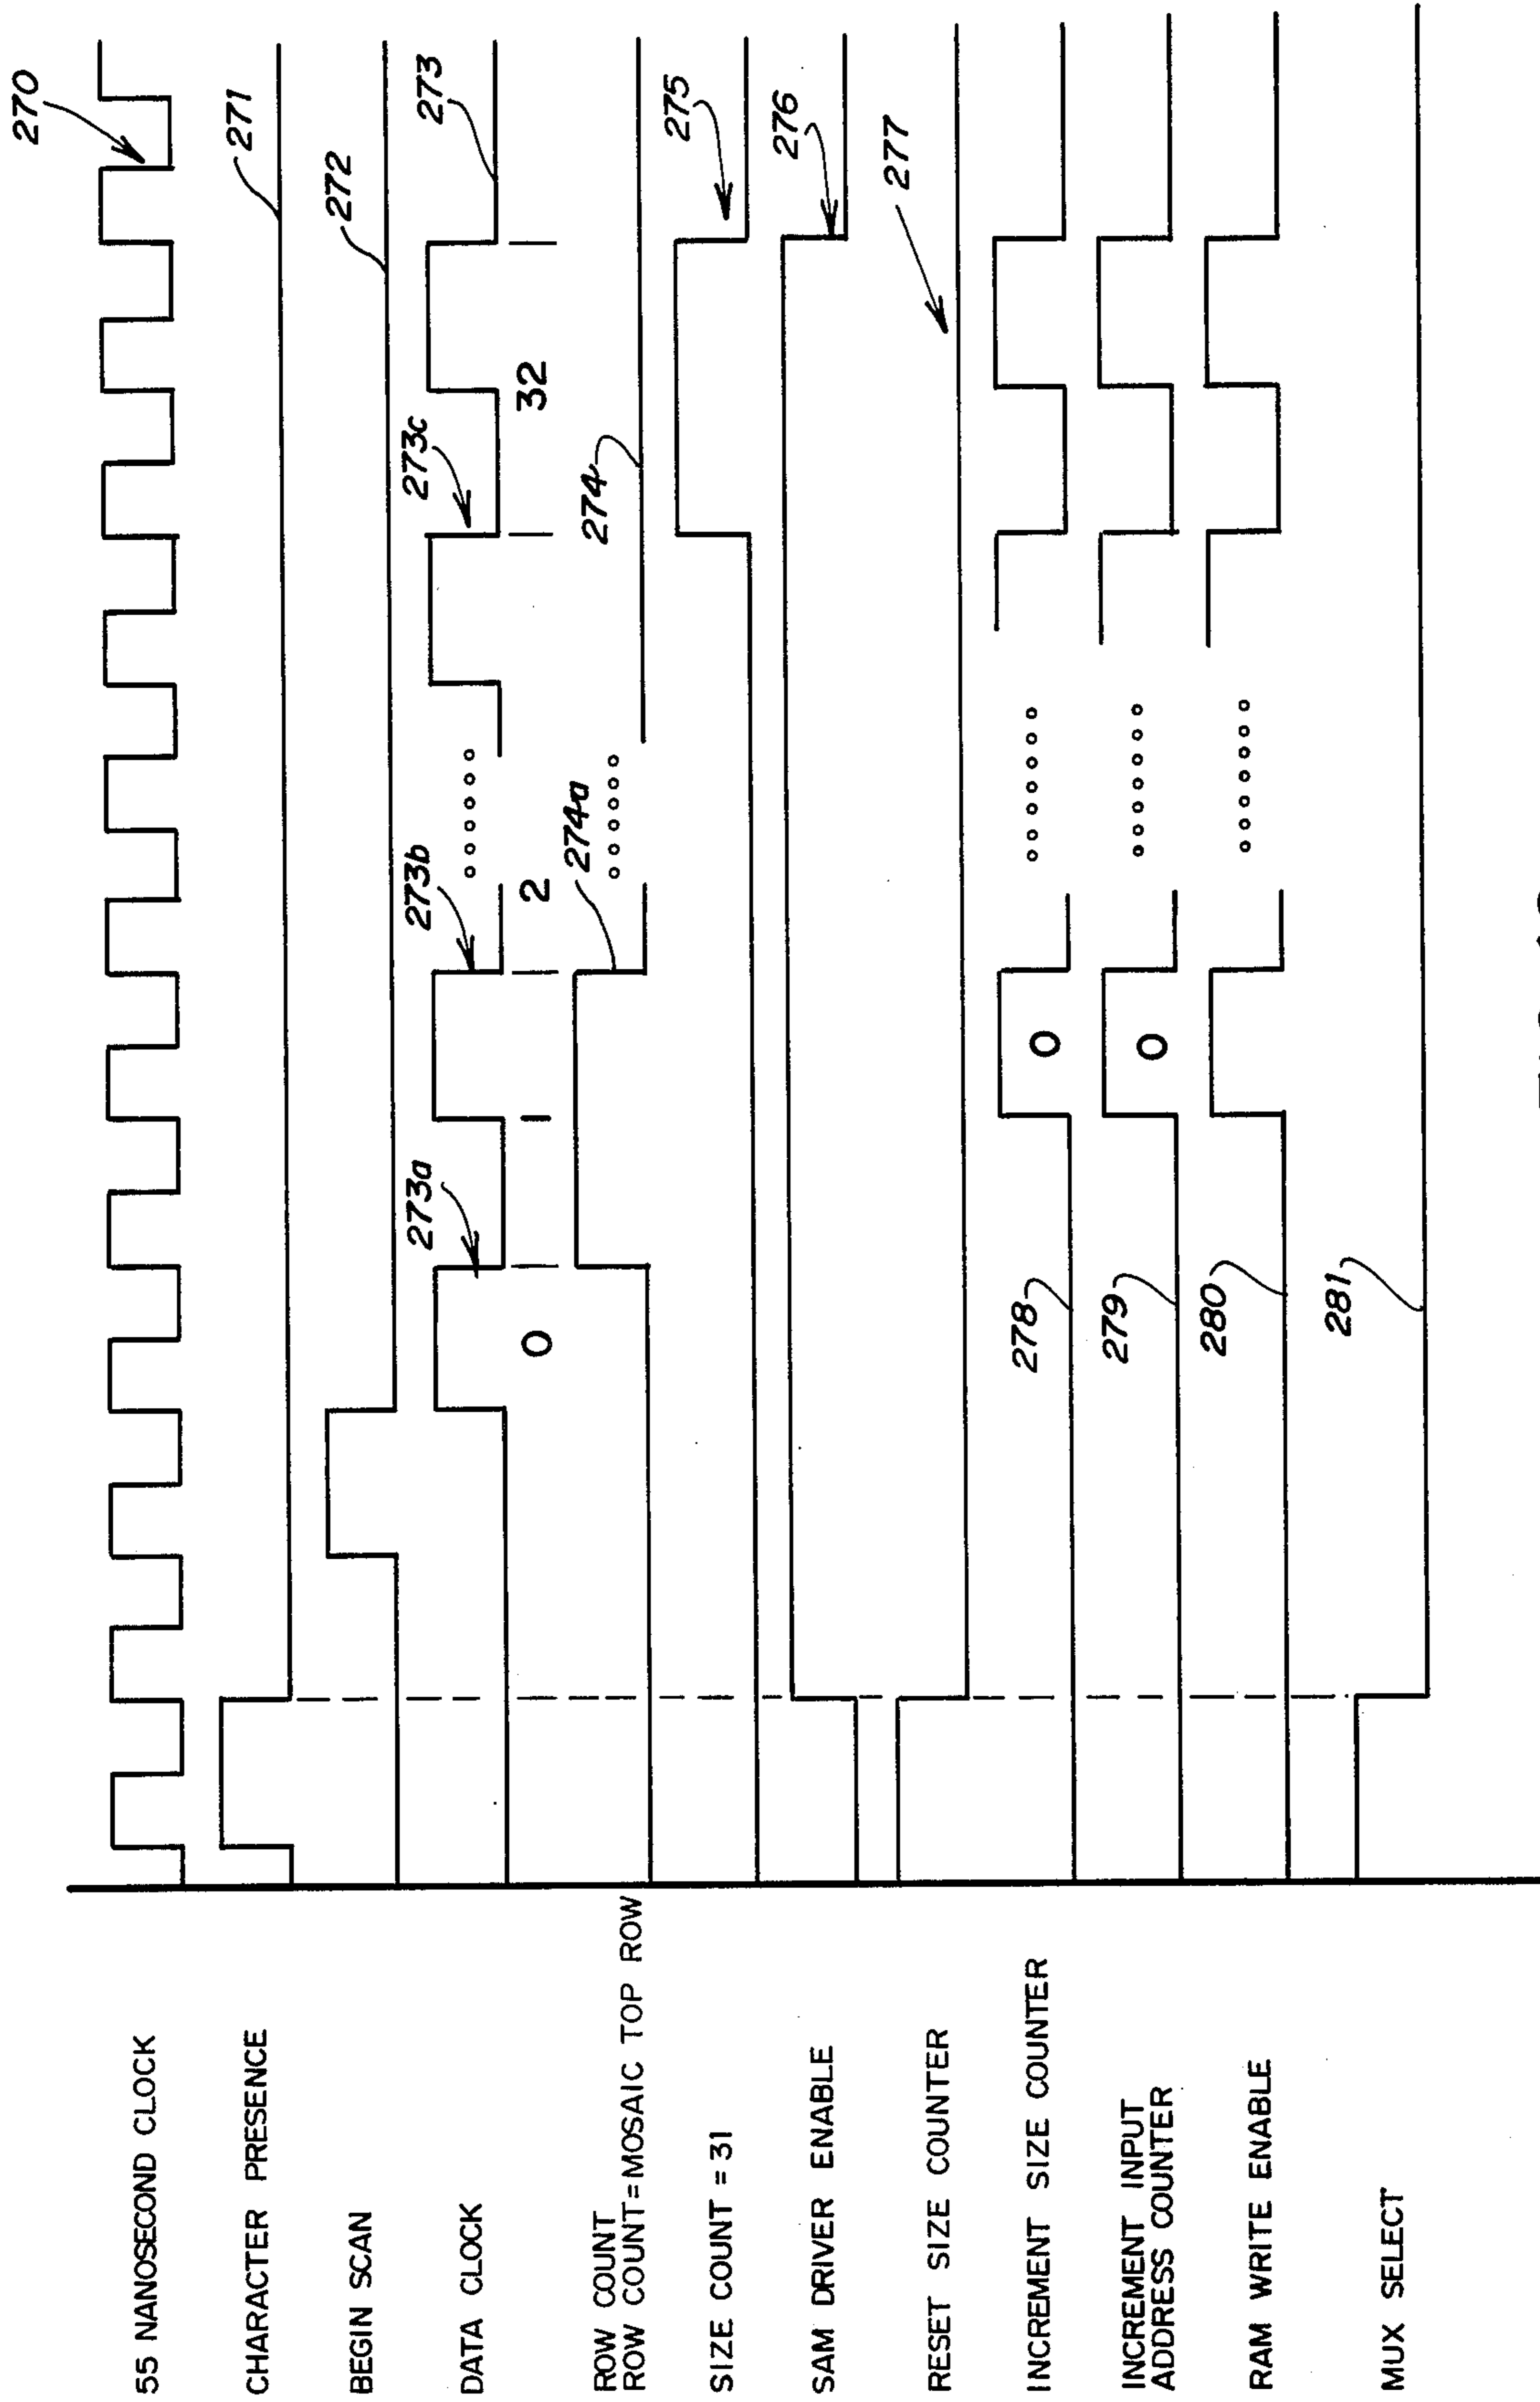 55 NANOSECOND CLOCK
270
CHARACTER PRESENCE
271
BEGIN SCAN
272
DATA CLOCK
273a
273b
273c
273
0
1
2
32
ROW COUNT
ROW COUNT=MOSAIC TOP ROW
274a
274
SIZE COUNT = 31
275
SAM DRIVER ENABLE
276
RESET SIZE COUNTER
277
INCREMENT SIZE COUNTER
278
0
INCREMENT INPUT
ADDRESS COUNTER
279
0
RAM WRITE ENABLE
280
MUX SELECT
281